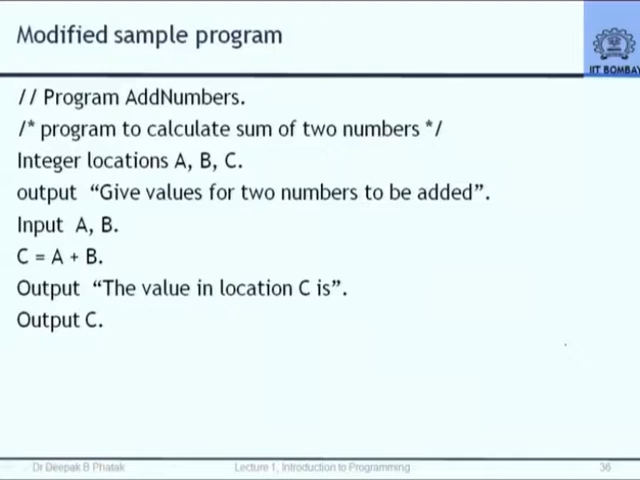 Modified sample program
IIT BOMBAY
// Program AddNumbers.
/* program to calculate sum of two numbers */
Integer locations A, B, C.
output “Give values for two numbers to be added”.
Input A, B.
C = A + B.
Output “The value in location C is”.
Output C.
Dr Deepak B Phatak
Lecture 1, Introduction to Programming
36